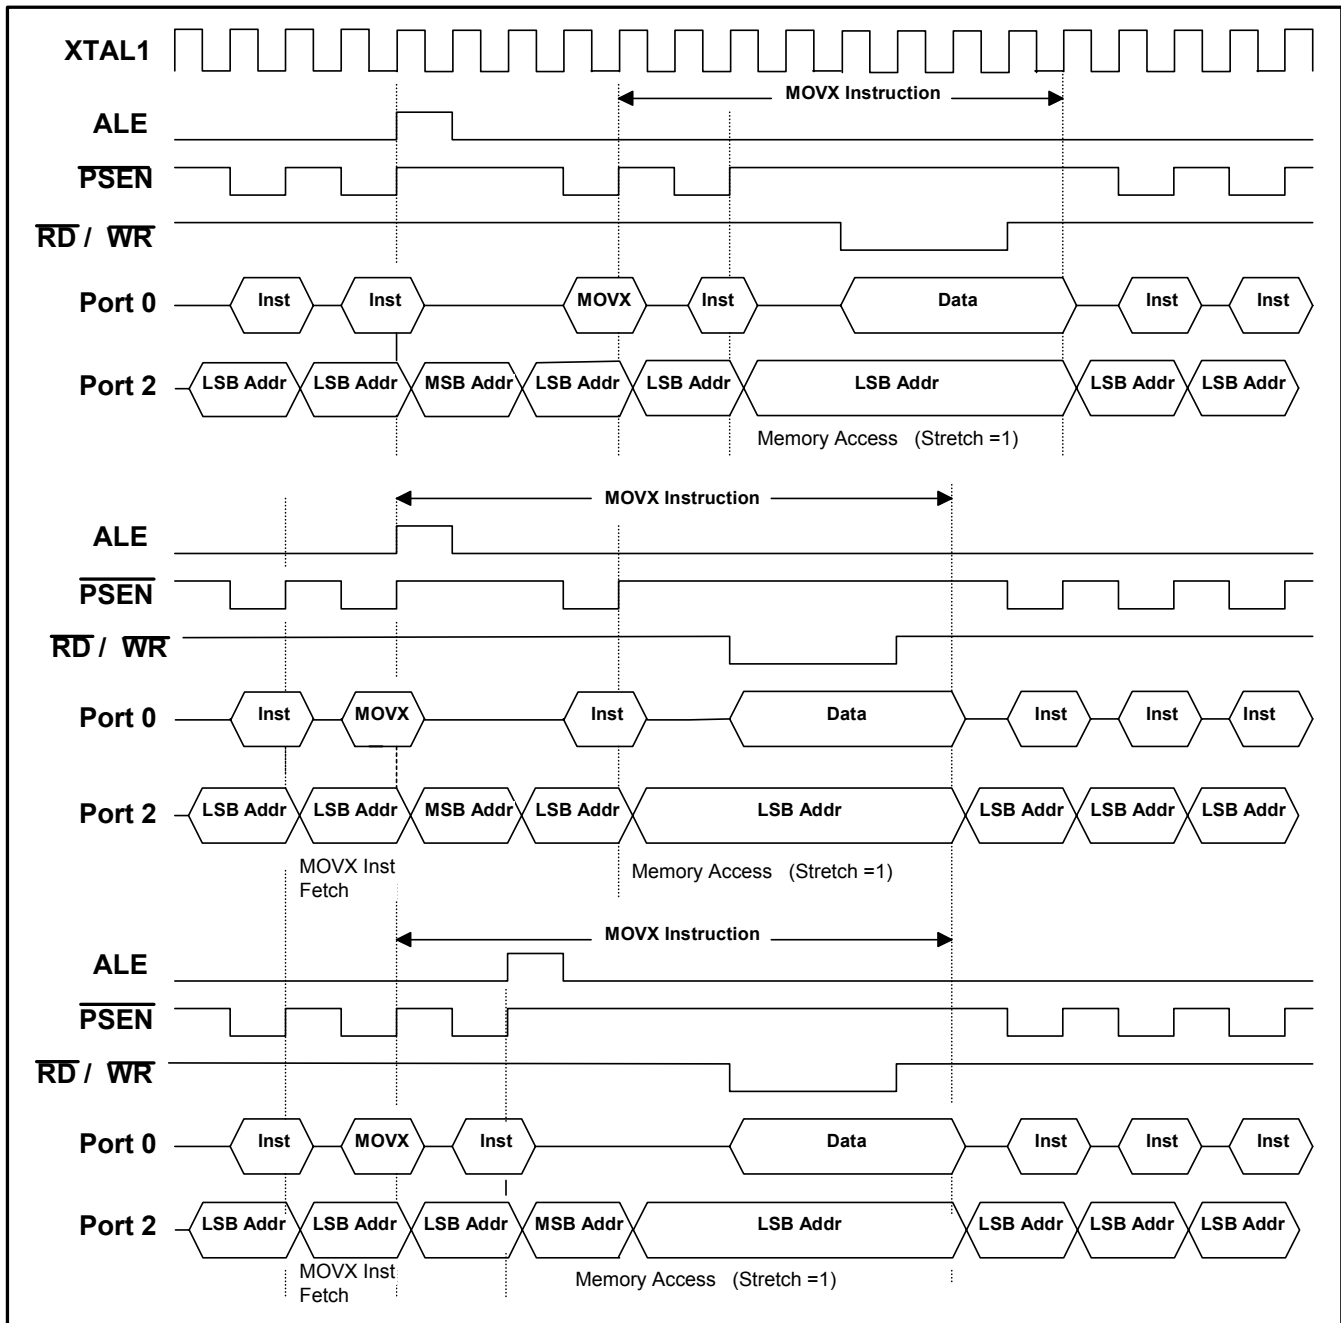 XTAL1
MOVX Instruction
ALE
PSEN
RD / WR
Port 0 Inst Inst MOVX Inst Data Inst Inst
Port 2 LSB Addr LSB Addr MSB Addr LSB Addr LSB Addr LSB Addr LSB Addr LSB Addr
Memory Access (Stretch =1)
MOVX Instruction
ALE
PSEN
RD / WR
Port 0 Inst MOVX Inst Data Inst Inst Inst
Port 2 LSB Addr LSB Addr MSB Addr LSB Addr LSB Addr LSB Addr LSB Addr LSB Addr
MOVX Inst
Fetch
Memory Access (Stretch =1)
MOVX Instruction
ALE
PSEN
RD / WR
Port 0 Inst MOVX Inst Data Inst Inst Inst
Port 2 LSB Addr LSB Addr LSB Addr MSB Addr LSB Addr LSB Addr LSB Addr LSB Addr
MOVX Inst
Fetch
Memory Access (Stretch =1)